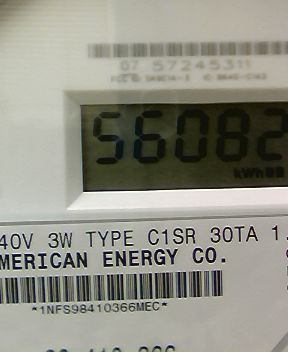 07 57245311
56082
kWh
40V 3W TYPE C1SR 30TA 1.
MERICAN ENERGY CO.
*1NFS98410366MEC*